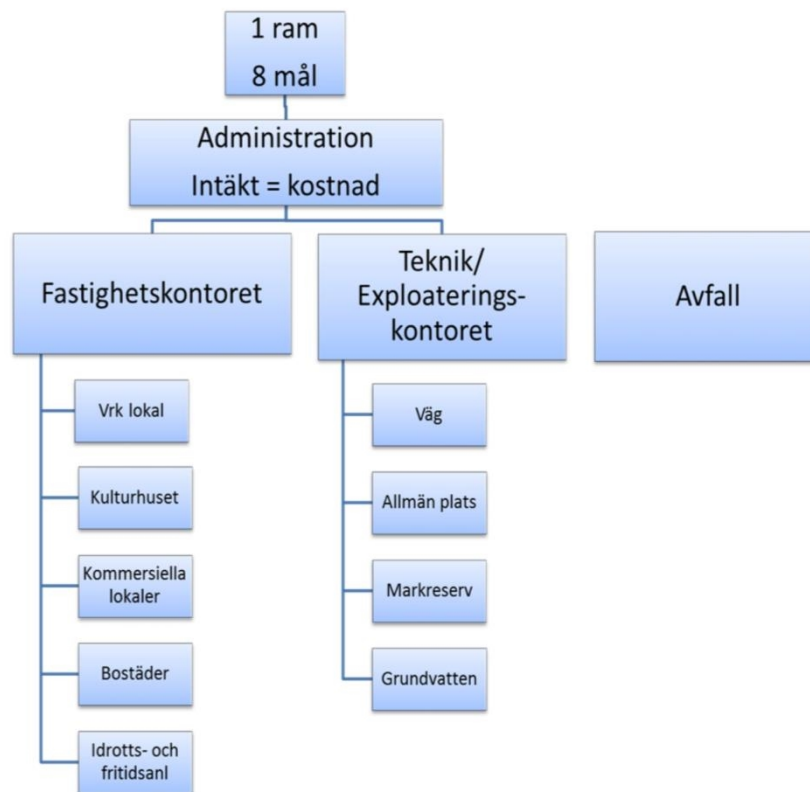 1 ram
8 mål
Administration
Intäkt = kostnad
Fastighetskontoret
Teknik/
Exploaterings-
kontoret
Avfall
Vrk lokal
Kulturhuset
Kommersiella
lokaler
Bostäder
Idrotts- och
fritidsanl
Väg
Allmän plats
Markreserv
Grundvatten